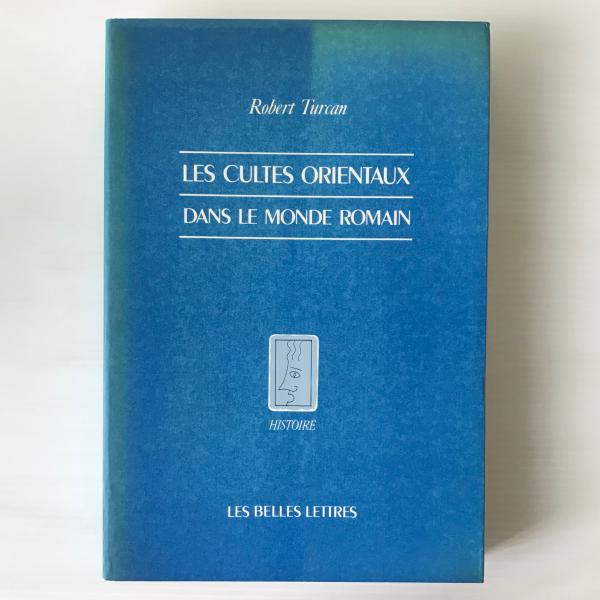 Robert Turcan
LES CULTES ORIENTAUX
DANS LE MONDE ROMAIN
HISTOIRE
LES BELLES LETTRES